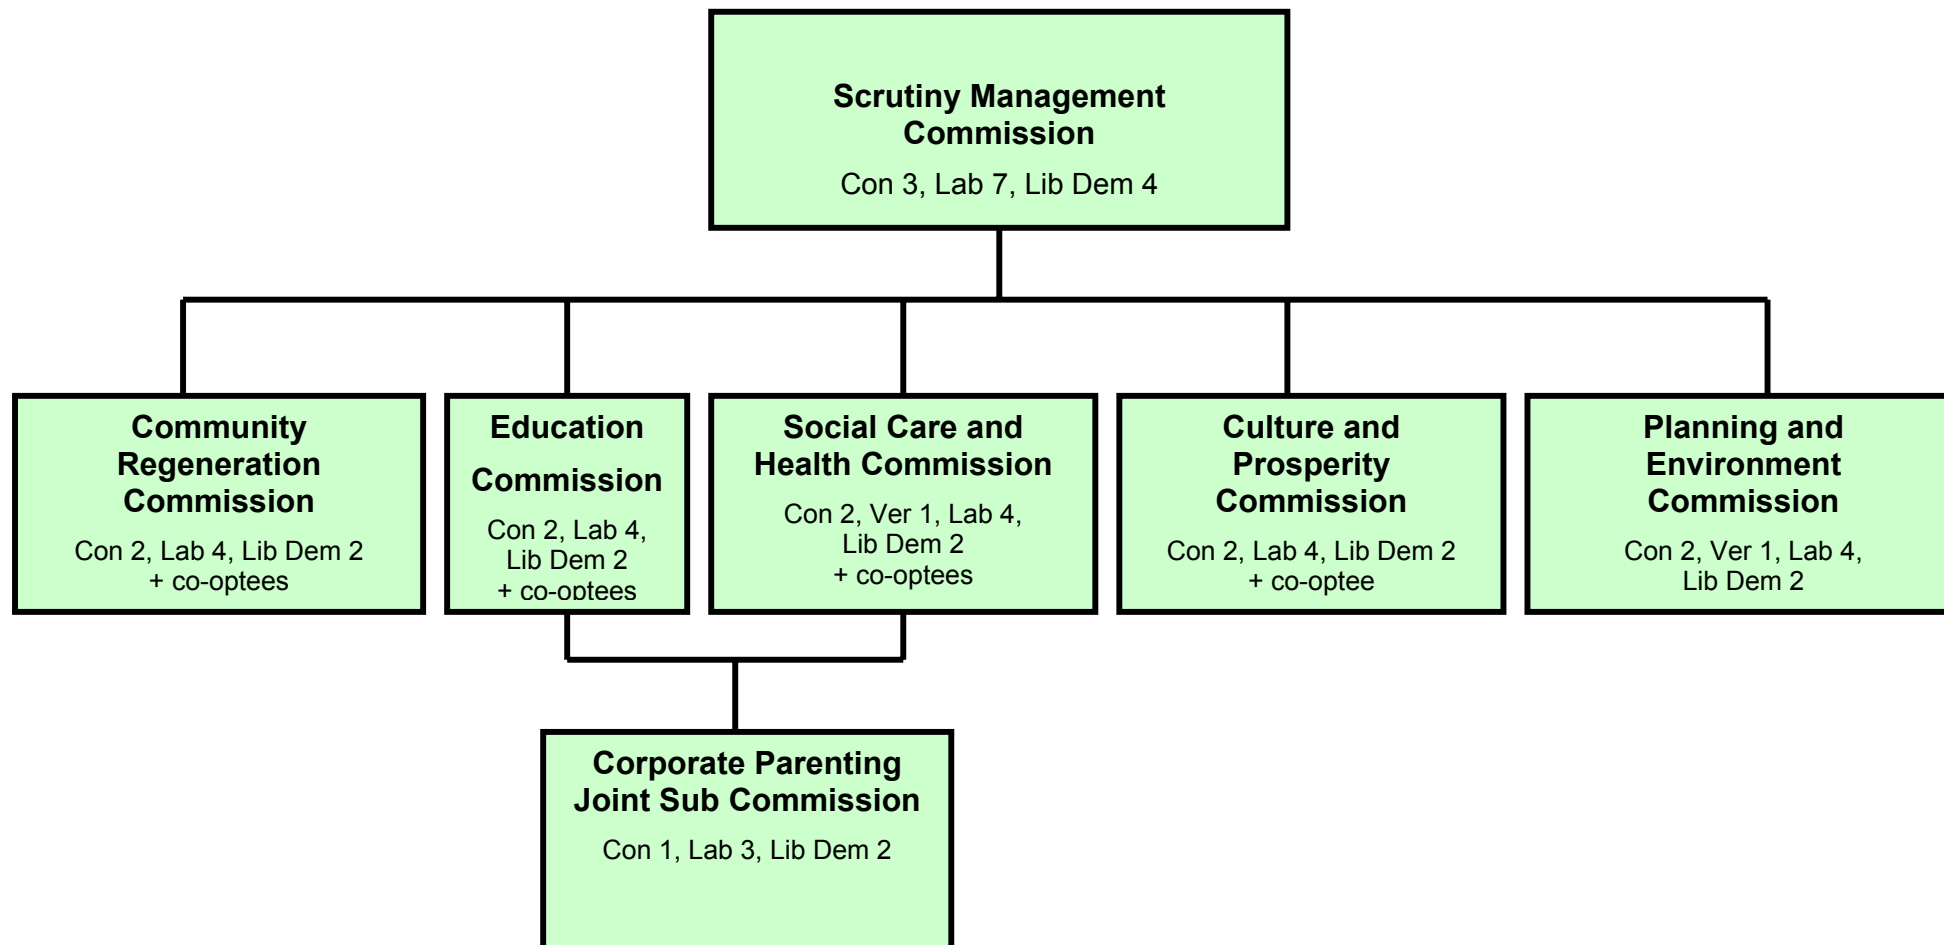 Scrutiny Management
Commission
Con 3, Lab 7, Lib Dem 4
Community
Regeneration
Commission
Con 2, Lab 4, Lib Dem 2
+ co-optees
Education
Commission
Con 2, Lab 4,
Lib Dem 2
+ co-optees
Social Care and
Health Commission
Con 2, Ver 1, Lab 4,
Lib Dem 2
+ co-optees
Culture and
Prosperity
Commission
Con 2, Lab 4, Lib Dem 2
+ co-optee
Planning and
Environment
Commission
Con 2, Ver 1, Lab 4,
Lib Dem 2
Corporate Parenting
Joint Sub Commission
Con 1, Lab 3, Lib Dem 2